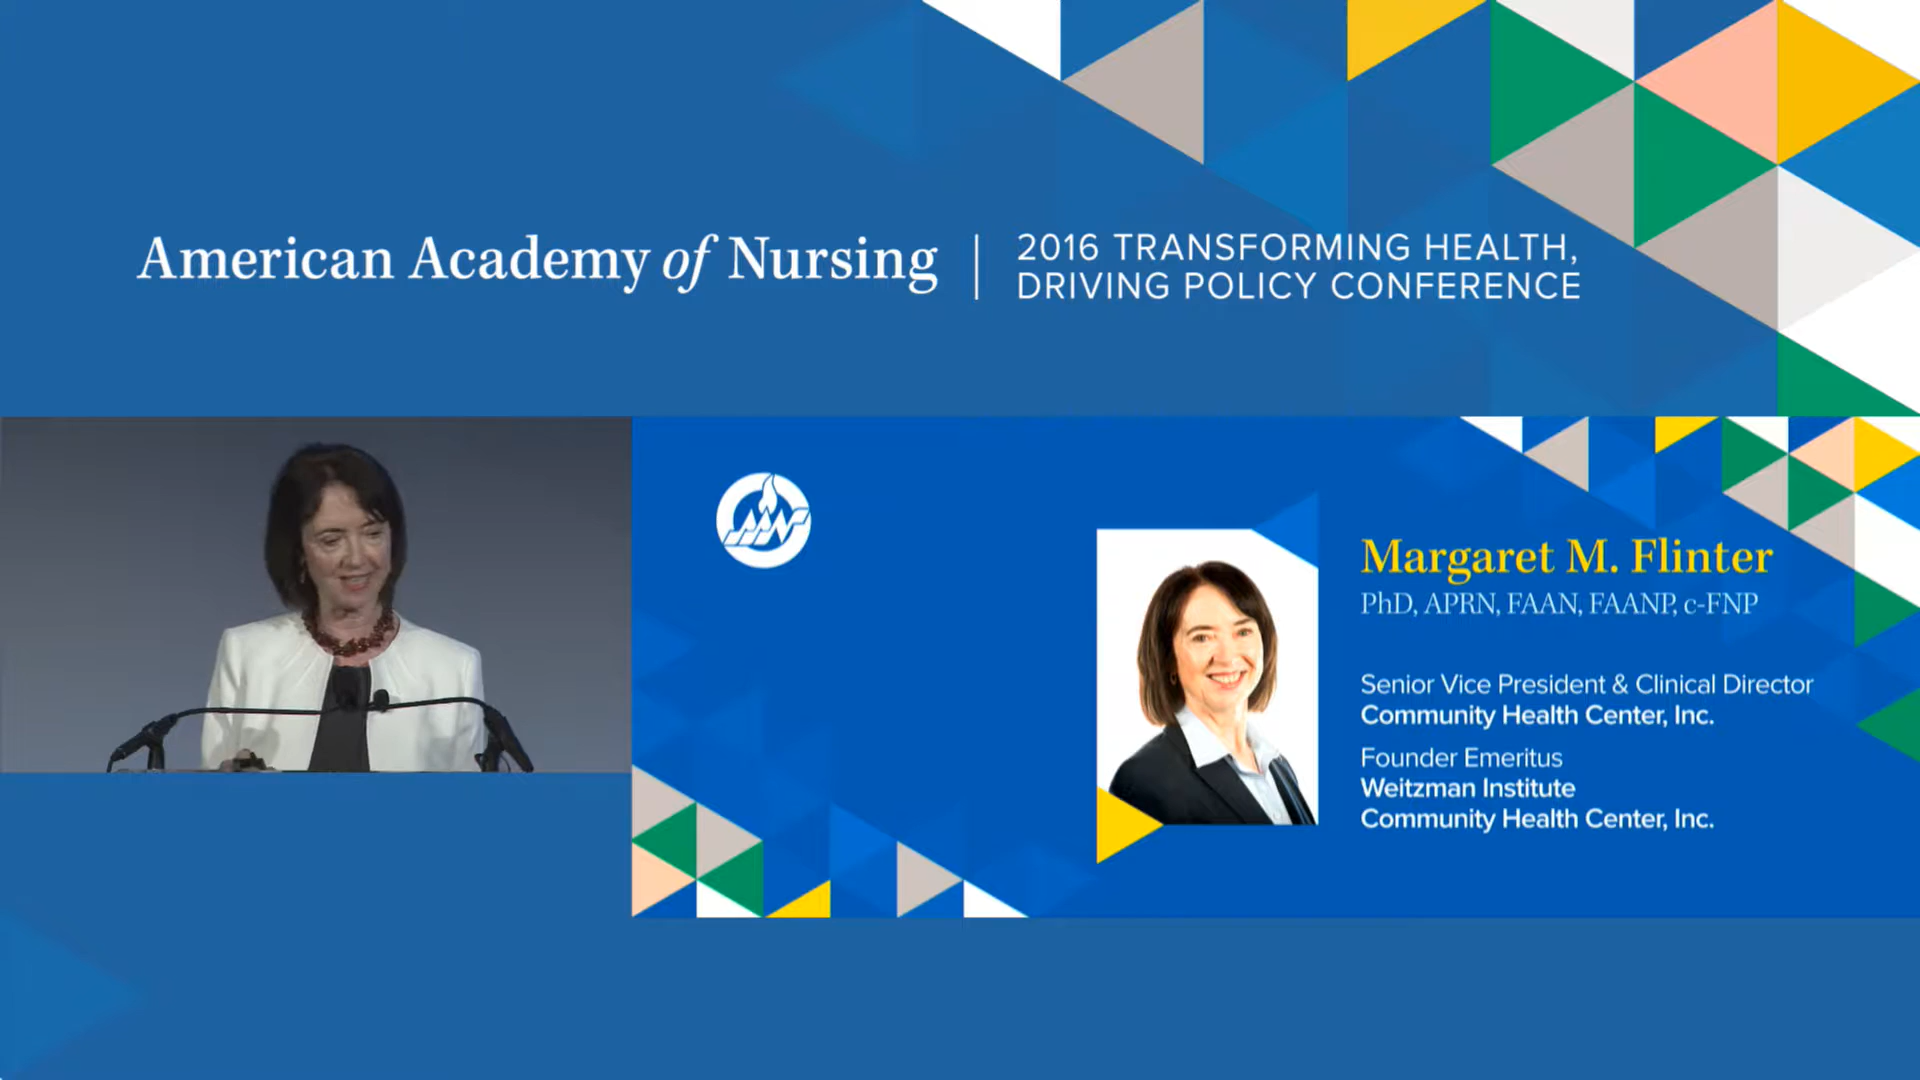 American Academy of Nursing
2016 TRANSFORMING HEALTH,
DRIVING POLICY CONFERENCE
Margaret M. Flinter
PhD, APRN, FAAN, FAANP, c-FNP
Senior Vice President & Clinical Director
Community Health Center, Inc.
Founder Emeritus
Weitzman Institute
Community Health Center, Inc.